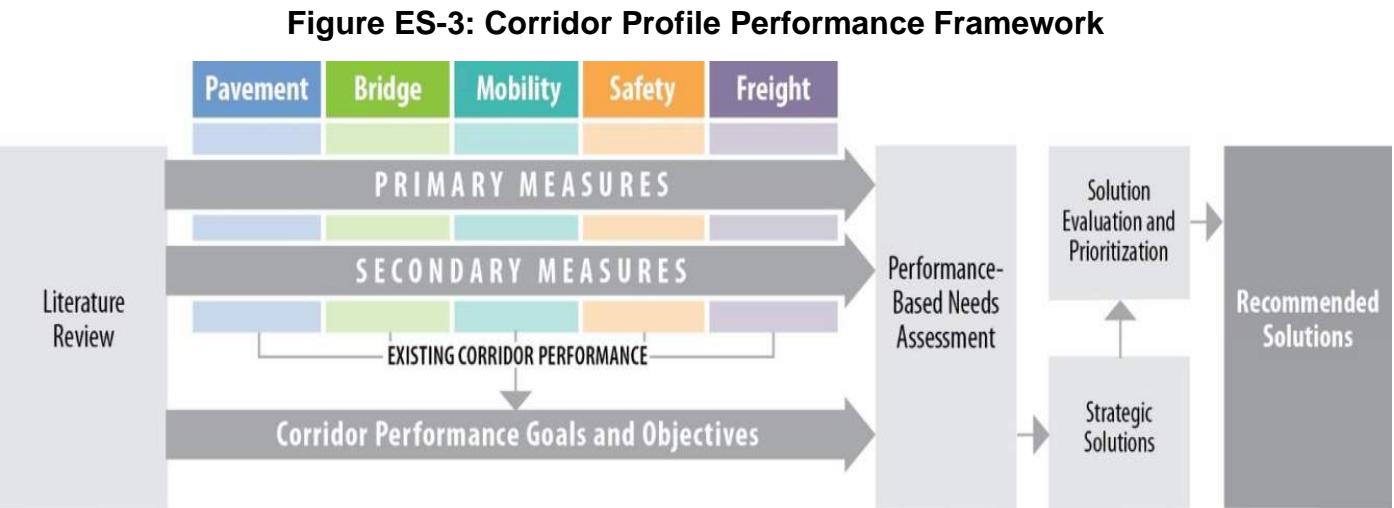 Figure ES-3: Corridor Profile Performance Framework
Pavement
Bridge
Mobility
Safety
Freight
Literature
Review
PRIMARY MEASURES
SECONDARY MEASURES
EXISTING CORRIDOR PERFORMANCE
Corridor Performance Goals and Objectives
Performance-
Based Needs
Assessment
Strategic
Solutions
Solution
Evaluation and
Prioritization
Recommended
Solutions